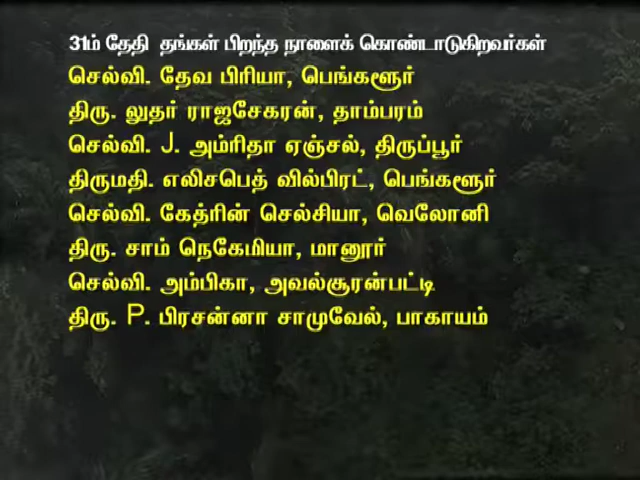 31ம் தேதி தங்கள் பிறந்த நாளைக் கொண்டாடுகிறவர்கள்
செல்வி. தேவ பிரியா, பெங்களூர்
திரு. லுதர் ராஜசேகரன், தாம்பரம்
செல்வி. J. அம்ரிதா ஏஞ்சல், திருப்பூர்
திருமதி. எலிசபெத் வில்பிரட், பெங்களூர்
செல்வி. கேத்ரின் செல்சியா, வெலோனி
திரு. சாம் நெகேமியா, மானூர்
செல்வி. அம்பிகா, அவல்சூரன்பட்டி
திரு. P. பிரசன்னா சாமுவேல், பாகாயம்